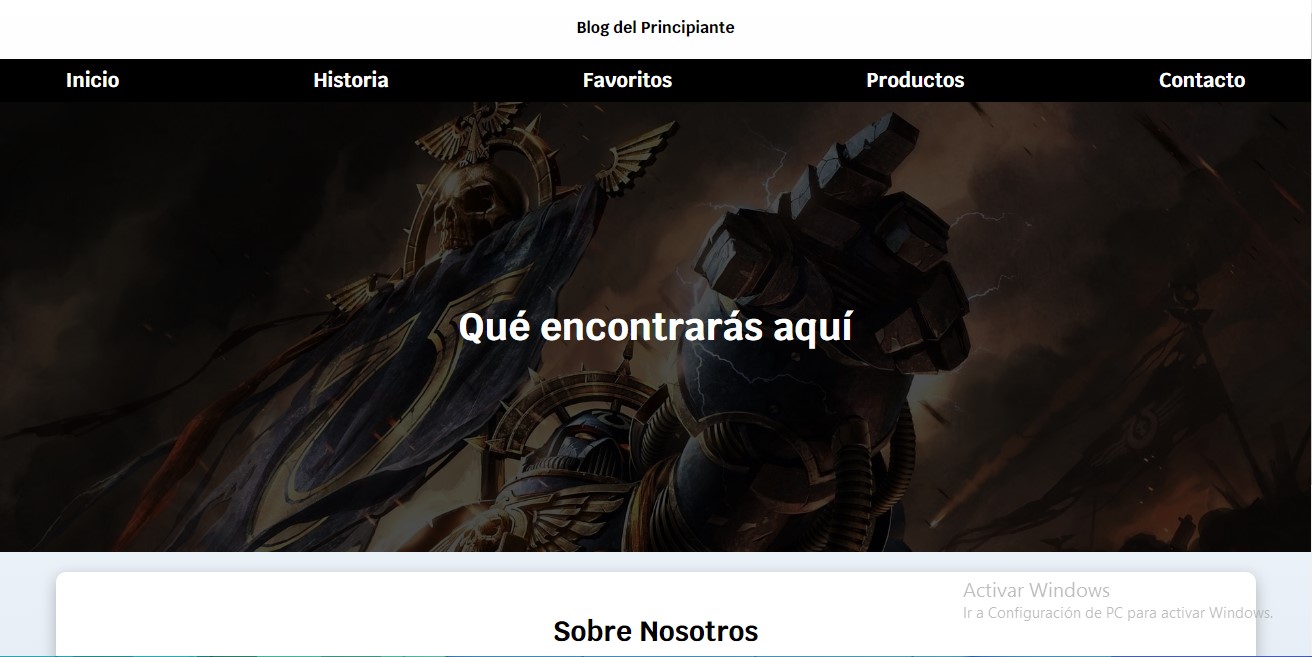 Blog del Principiante
Inicio Historia Favoritos Productos Contacto
Qué encontrarás aquí
Activar Windows
Ir a Configuración de PC para activar Windows.
Sobre Nosotros